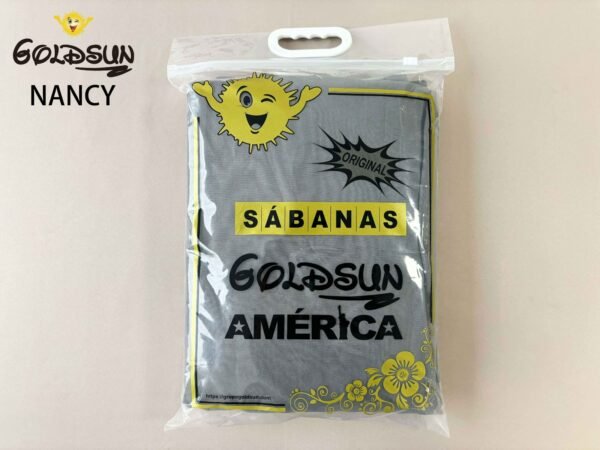 GOLDSUN
NANCY
ORIGINAL
SÁBANAS
GOLDSUN
AMÉRICA